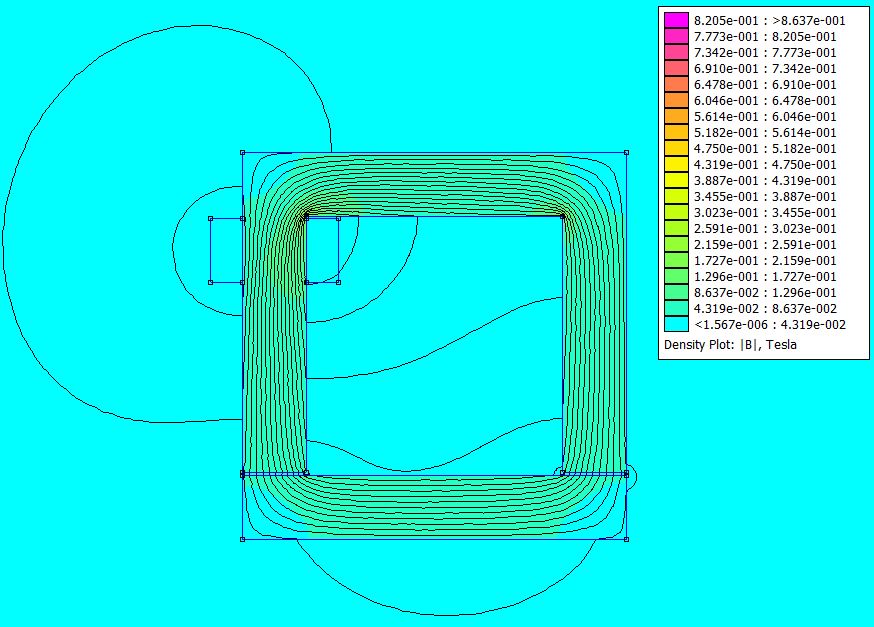 8.205e-001 : >8.637e-001
7.773e-001 : 8.205e-001
7.342e-001 : 7.773e-001
6.910e-001 : 7.342e-001
6.478e-001 : 6.910e-001
6.046e-001 : 6.478e-001
5.614e-001 : 6.046e-001
5.182e-001 : 5.614e-001
4.750e-001 : 5.182e-001
4.319e-001 : 4.750e-001
3.887e-001 : 4.319e-001
3.455e-001 : 3.887e-001
3.023e-001 : 3.455e-001
2.591e-001 : 3.023e-001
2.159e-001 : 2.591e-001
1.727e-001 : 2.159e-001
1.296e-001 : 1.727e-001
8.637e-002 : 1.296e-001
4.319e-002 : 8.637e-002
<1.567e-006 : 4.319e-002
Density Plot: |B|, Tesla